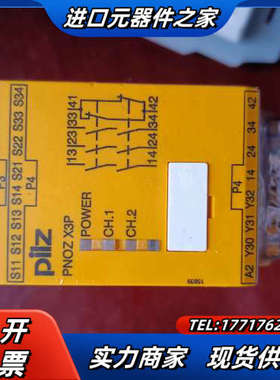 进口元器件之家
S11 S12 S13 S14 S21 S22 S33 S34
P4
pilz
PNOZ X3P
POWER
CH.1
CH.2
13 23 33 41
14 24 34 42
A2 Y30 Y31 Y32 14 24 34 42
P4
开
票
TEL:1771762
实力商家 现货供